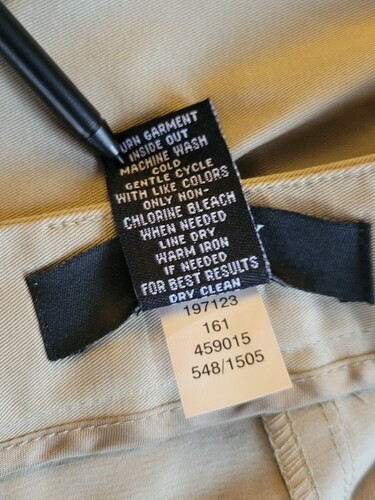 URN GARMENT
INSIDE OUT
MACHINE WASH
COLD
GENTLE CYCLE
WITH LIKE COLORS
ONLY NON-
CHLORINE BLEACH
WHEN NEEDED
LINE DRY
WARM IRON
IF NEEDED
FOR BEST RESULTS
DRY CLEAN
197123
161
459015
548/1505